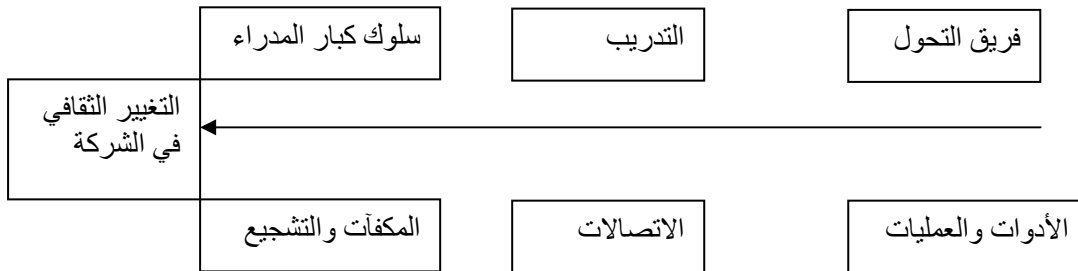 فريق التحول
التدريب
سلوك كبار المدراء
التغيير الثقافي
في الشركة
الأدوات والعمليات
الاتصالات
المكفآت والتشجيع